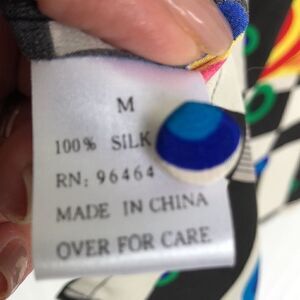 M
100% SILK
RN: 96464
MADE IN CHINA
OVER FOR CARE